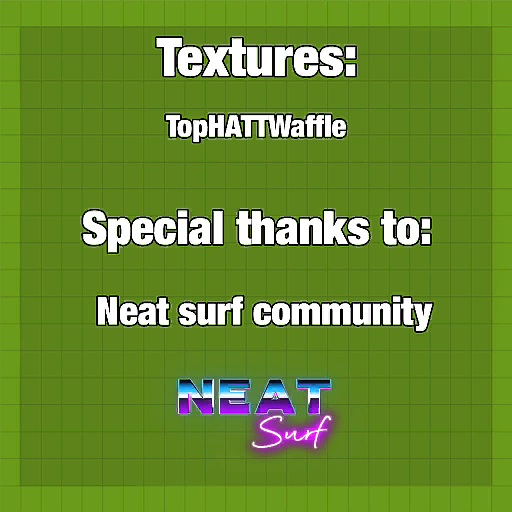 Textures:
TopHATTWaffle
Special thanks to:
Neat surf community
NEAT
Surf